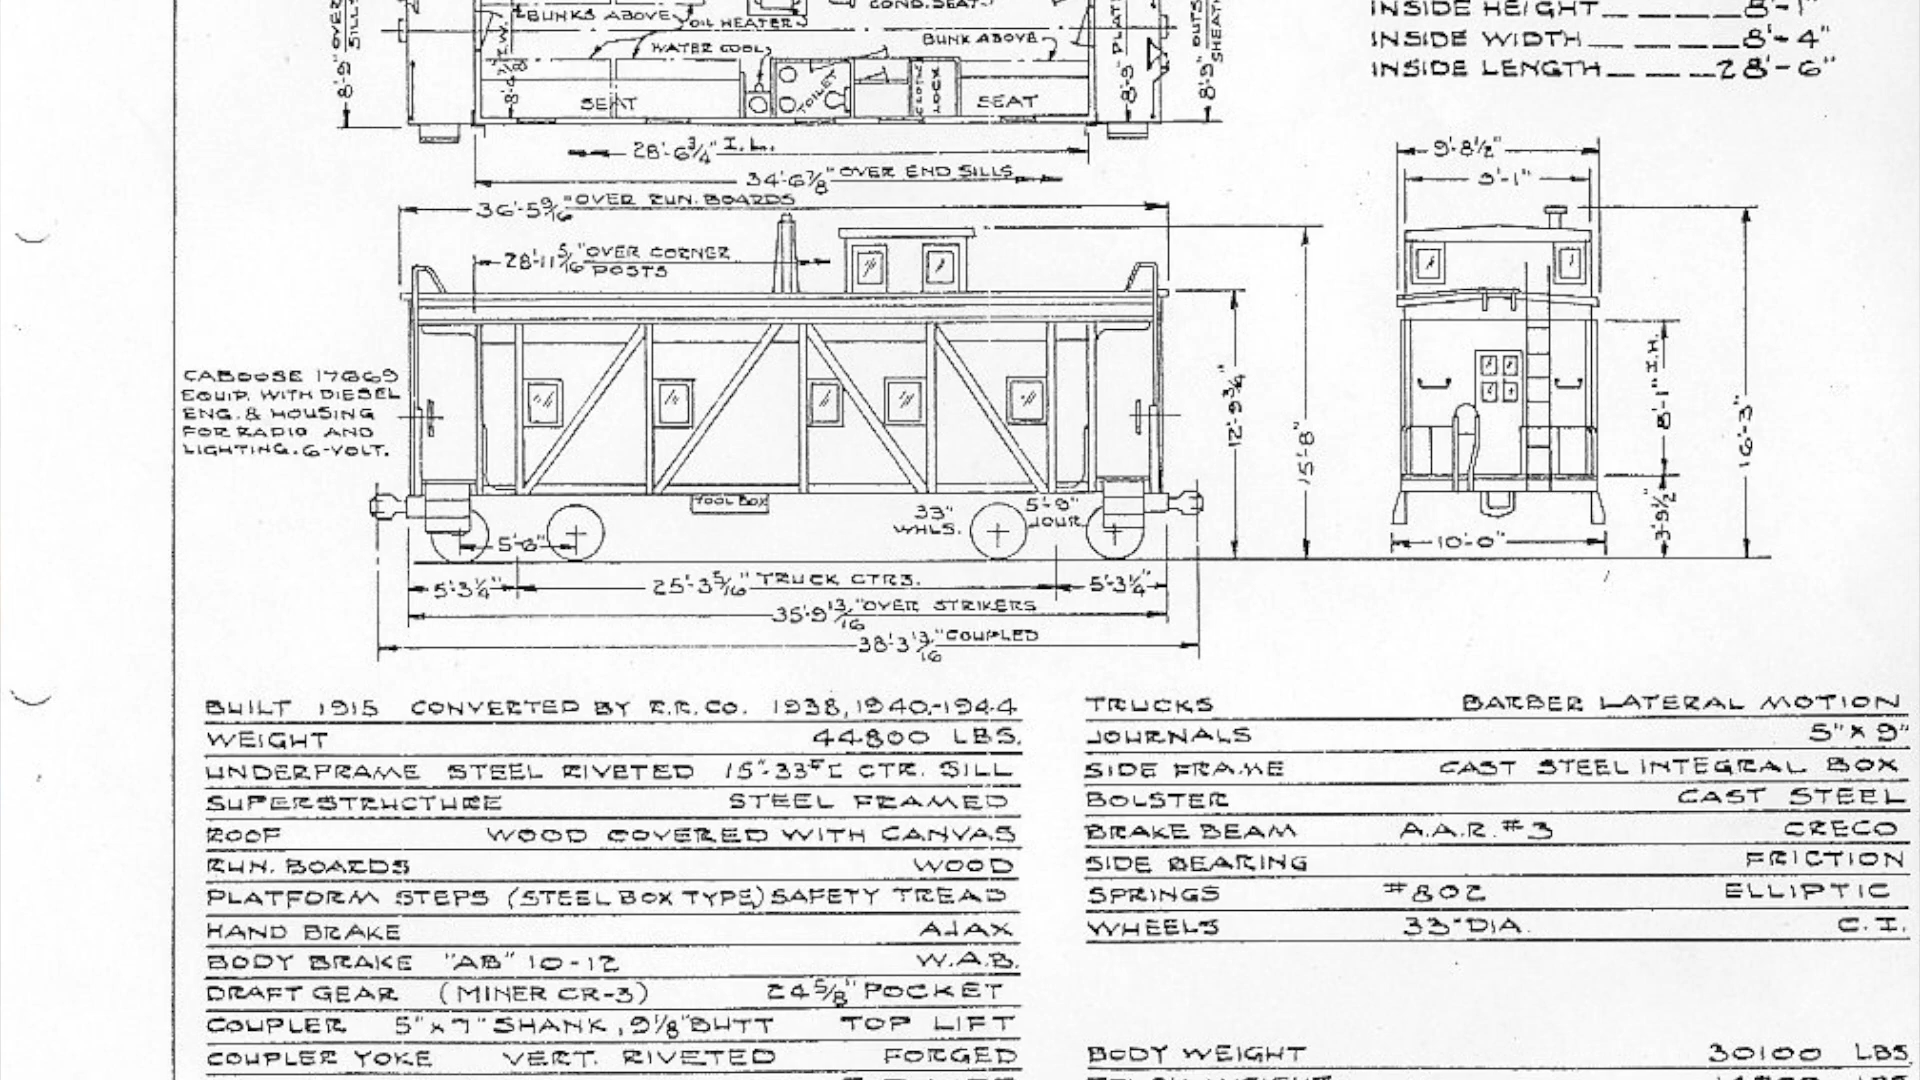 BUNKS ABOVE
OIL HEATER
COND. SEAT
WATER COOL.
BUNK ABOVE
SEAT
TOILET
SEAT
8'-9" OVER
SILLS
8'-9"
8'-9" OUTS
SHEATH
INSIDE HEIGHT 8'-1"
INSIDE WIDTH 8'-4"
INSIDE LENGTH 28'-6"
28'-6 3/4" I.L.
34'-6 7/8" OVER END SILLS
36'-5 9/16" OVER RUN. BOARDS
28'-11 5/16" OVER CORNER
POSTS
9'-8 1/2"
9'-1"
CABOOSE 17869
EQUIP. WITH DIESEL
ENG. & HOUSING
FOR RADIO AND
LIGHTING. 6-VOLT.
12'-9 3/4"
15'-8"
8'-1" I.H.
3'-9 1/2"
16'-3"
TOOL BOX
33"
WHLS.
5"-9"
JOUR.
5'-6"
10'-0"
5'-3 1/4"
25'-3 5/16" TRUCK CTRS.
5'-3 1/4"
35'-9 13/16" OVER STRIKERS
38'-3 13/16" COUPLED
BUILT 1915 CONVERTED BY R.R.CO. 1938,1940-1944
WEIGHT 44800 LBS.
UNDERFRAME STEEL RIVETED 15"-33# [ CTR. SILL
SUPERSTRUCTURE STEEL FRAMED
ROOF WOOD COVERED WITH CANVAS
RUN. BOARDS WOOD
PLATFORM STEPS (STEEL BOX TYPE) SAFETY TREAD
HAND BRAKE AJAX
BODY BRAKE "AB" 10-12 W.A.B.
DRAFT GEAR (MINER CR-3) 24 5/8" POCKET
COUPLER 5"x7" SHANK, 9 1/8" BUTT TOP LIFT
COUPLER YOKE VERT. RIVETED FORGED
TRUCKS BARBER LATERAL MOTION
JOURNALS 5"x9"
SIDE FRAME CAST STEEL INTEGRAL BOX
BOLSTER CAST STEEL
BRAKE BEAM A.A.R. #3 CRECO
SIDE BEARING FRICTION
SPRINGS #802 ELLIPTIC
WHEELS 33" DIA. C.I.
BODY WEIGHT 30100 LBS.